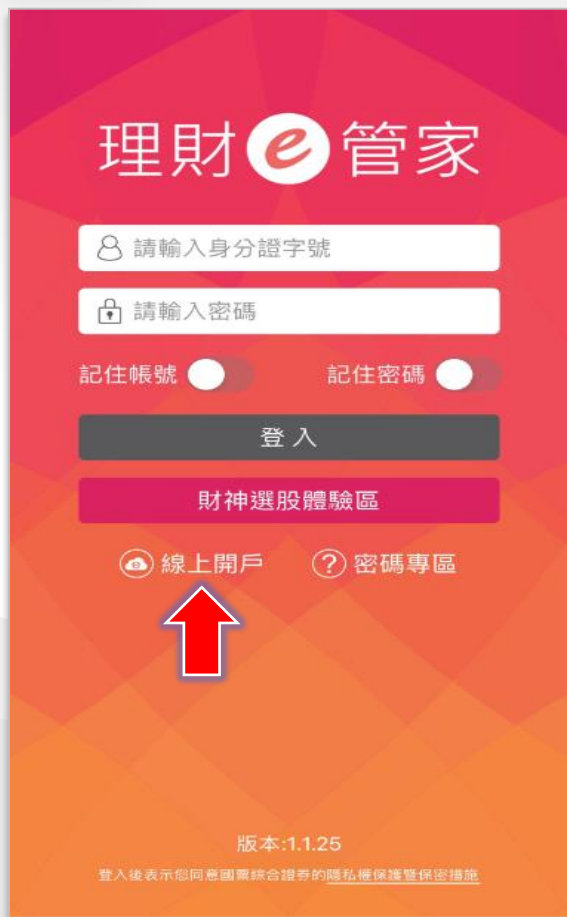 理財e管家
請輸入身分證字號
請輸入密碼
記住帳號 記住密碼
登入
財神選股體驗區
線上開戶 ? 密碼專區
版本:1.1.25
登入後表示您同意國票綜合證券的隱私權保護暨保密措施